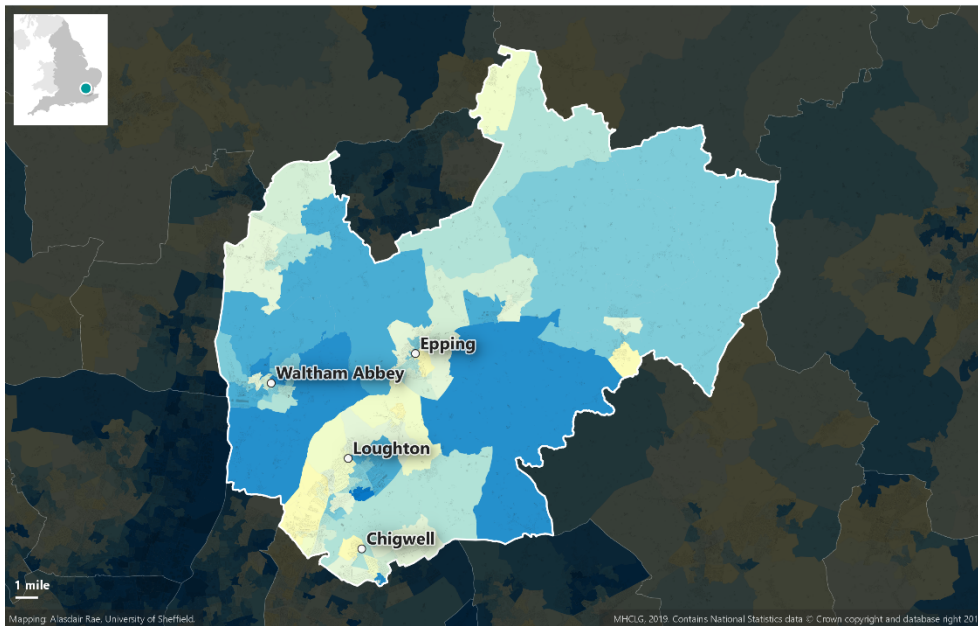 Epping
Waltham Abbey
Loughton
Chigwell
1 mile
Mapping: Alasdair Rae, University of Sheffield.
MHCLG, 2019. Contains National Statistics data © Crown copyright and database right